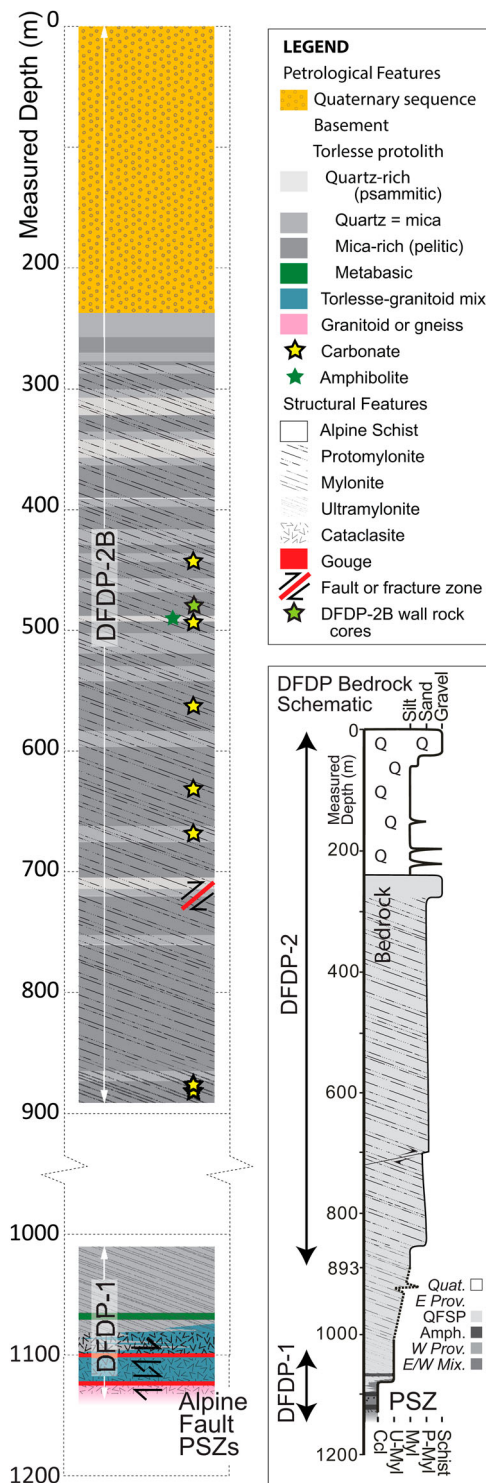 Measured Depth (m)
0
200
300
400
500
600
700
800
900
1000
1100
1200
DFDP-2B
DFDP-1
Alpine
Fault
PSZs
LEGEND
Petrological Features
Quaternary sequence
Basement
Torlesse protolith
Quartz-rich
(psammitic)
Quartz = mica
Mica-rich (pelitic)
Metabasic
Torlesse-granitoid mix
Granitoid or gneiss
Carbonate
Amphibolite
Structural Features
Alpine Schist
Protomylonite
Mylonite
Ultramylonite
Cataclasite
Gouge
Fault or fracture zone
DFDP-2B wall rock
cores
DFDP Bedrock
Schematic
Silt
Sand
Gravel
Measured
Depth (m)
0
200
400
600
800
893
1000
1200
Q Q
Q
Q
Q
Q
Bedrock
DFDP-2
DFDP-1
Quat.
E Prov.
QFSP
Amph.
W Prov.
E/W Mix.
PSZ
Ccl
U-Myl
Myl
P-Myl
Schist